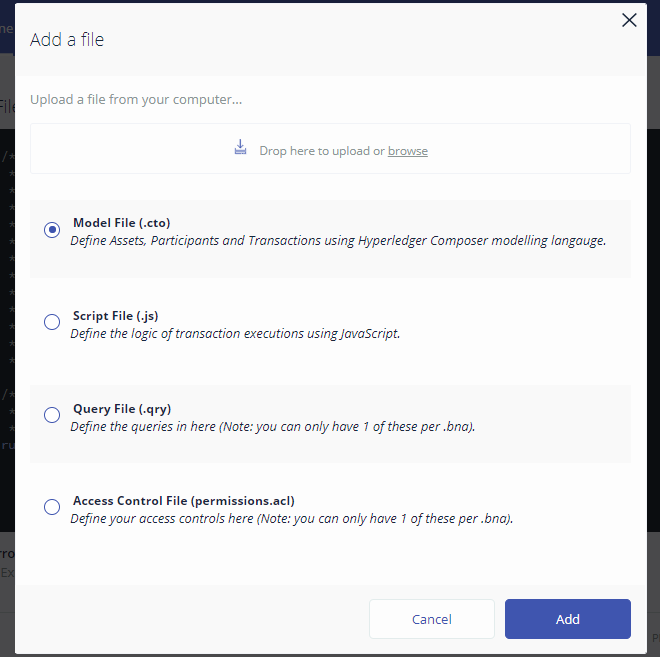 Add a file
Upload a file from your computer...
Drop here to upload or browse
Model File (.cto)
Define Assets, Participants and Transactions using Hyperledger Composer modelling langauge.
Script File (.js)
Define the logic of transaction executions using JavaScript.
Query File (.qry)
Define the queries in here (Note: you can only have 1 of these per .bna).
Access Control File (permissions.acl)
Define your access controls here (Note: you can only have 1 of these per .bna).
Cancel
Add